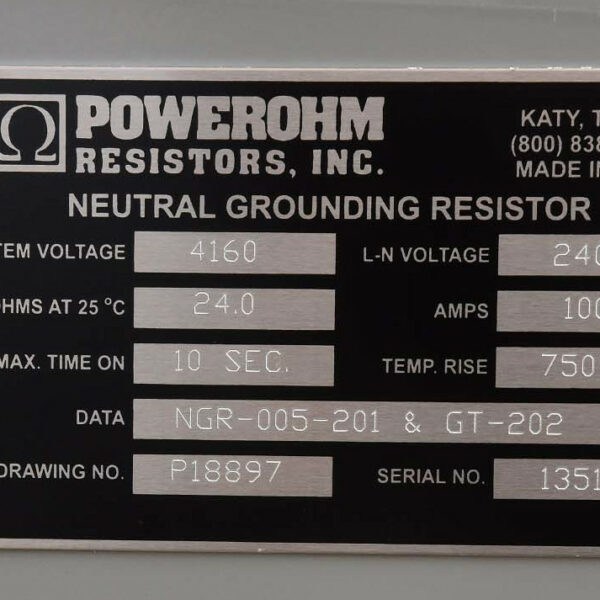 Ω POWEROHM
RESISTORS, INC.
KATY, T
(800) 838
MADE IN
NEUTRAL GROUNDING RESISTOR
TEM VOLTAGE 4160 L-N VOLTAGE 240
OHMS AT 25 °C 24.0 AMPS 100
MAX. TIME ON 10 SEC. TEMP. RISE 750
DATA NGR-005-201 & GT-202
DRAWING NO. P18897 SERIAL NO. 1351